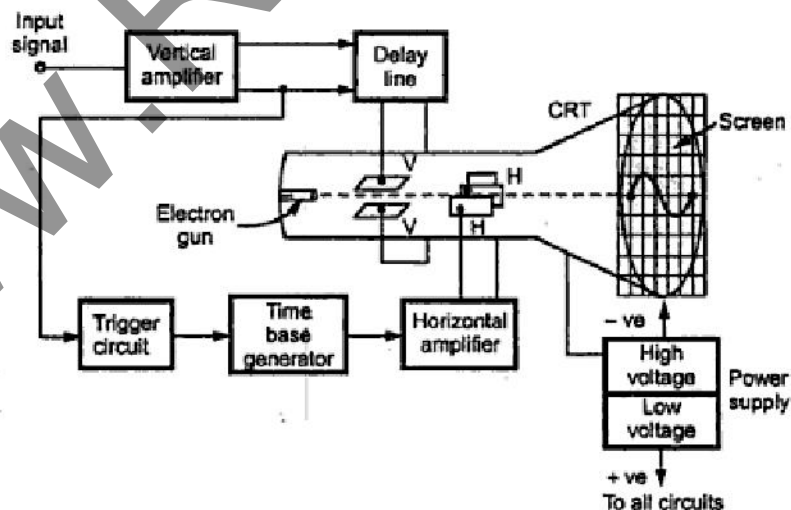 Input
signal
Vertical
amplifier
Delay
line
CRT
Screen
V
H
Electron
gun
V
H
Trigger
circuit
Time
base
generator
Horizontal
amplifier
– ve
High
voltage
Low
voltage
Power
supply
+ ve
To all circuits